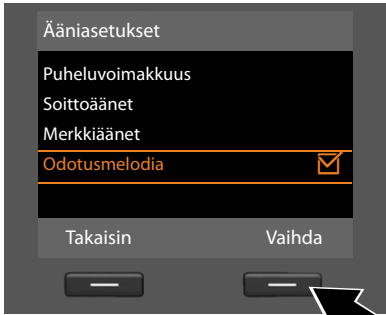 Ääniasetukset
Puheluvoimakkuus
Soittoäänet
Merkkiäänet
Odotusmelodia
Takaisin Vaihda